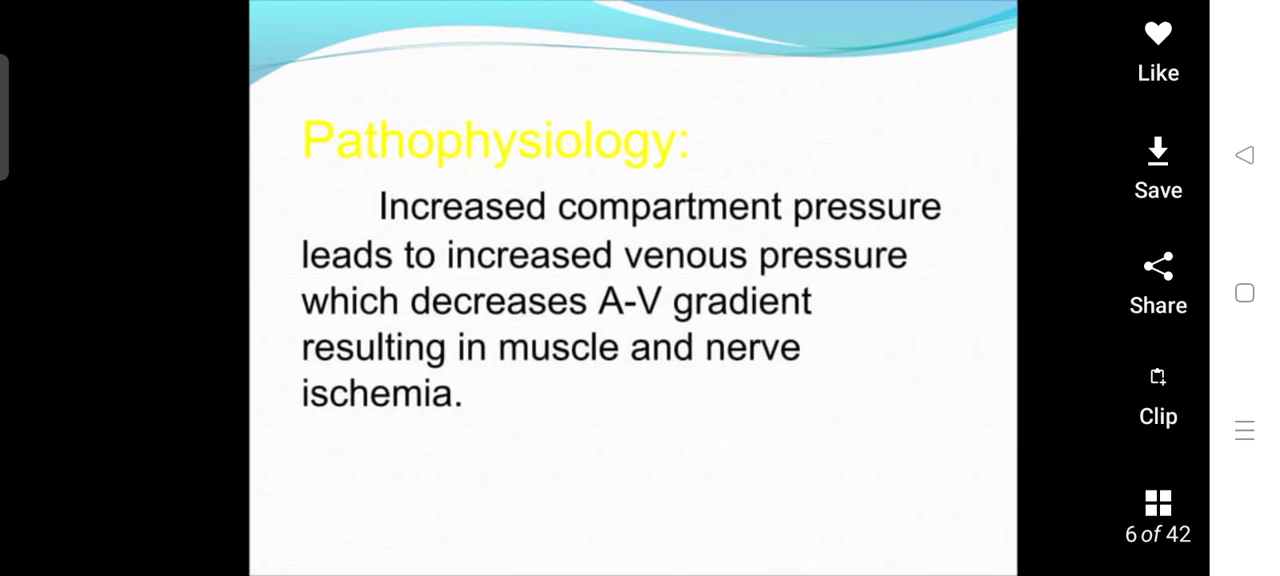 Pathophysiology:
Increased compartment pressure
leads to increased venous pressure
which decreases A-V gradient
resulting in muscle and nerve
ischemia.
Like
Save
Share
Clip
6 of 42